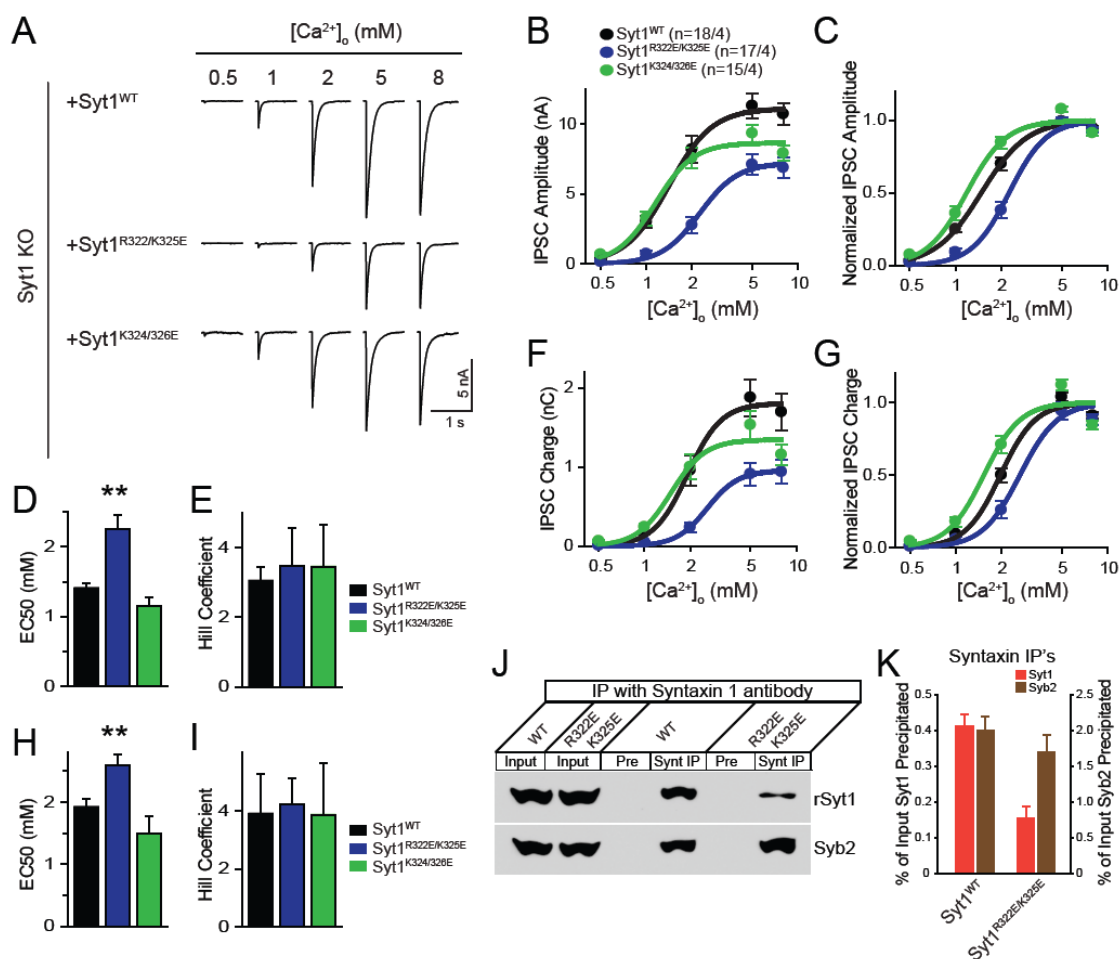 A
[Ca²⁺]ₒ (mM)
0.5 1 2 5 8
Syt1 KO
+Syt1ᵂᵀ
+Syt1ᴿ³²²/ᴷ³²⁵ᴱ
+Syt1ᴷ³²⁴/³²⁶ᴱ
5 nA
1 s
B
Syt1ᵂᵀ (n=18/4)
Syt1ᴿ³²²ᴱ/ᴷ³²⁵ᴱ (n=17/4)
Syt1ᴷ³²⁴/³²⁶ᴱ (n=15/4)
IPSC Amplitude (nA)
10
5
0
0.5 1 2 5 10
[Ca²⁺]ₒ (mM)
C
Normalized IPSC Amplitude
1.0
0.5
0.0
0.5 1 2 5 10
[Ca²⁺]ₒ (mM)
D
**
EC50 (mM)
2
1
0
E
Hill Coefficient
4
2
0
Syt1ᵂᵀ
Syt1ᴿ³²²ᴱ/ᴷ³²⁵ᴱ
Syt1ᴷ³²⁴/³²⁶ᴱ
F
IPSC Charge (nC)
2
1
0
0.5 1 2 5 10
[Ca²⁺]ₒ (mM)
G
Normalized IPSC Charge
1.0
0.5
0.0
0.5 1 2 5 10
[Ca²⁺]ₒ (mM)
H
**
EC50 (mM)
2
1
0
I
Hill Coefficient
4
2
0
Syt1ᵂᵀ
Syt1ᴿ³²²ᴱ/ᴷ³²⁵ᴱ
Syt1ᴷ³²⁴/³²⁶ᴱ
J
IP with Syntaxin 1 antibody
WT
R322E
K325E
WT
R322E
K325E
Input Input Pre Synt IP Pre Synt IP
rSyt1
Syb2
K
Syntaxin IP's
Syt1
Syb2
% of Input Syt1 Precipitated
0.5
0.4
0.3
0.2
0.1
0
2.5
2.0
1.5
1.0
0.5
0
% of Input Syb2 Precipitated
Syt1ᵂᵀ
Syt1ᴿ³²²ᴱ/ᴷ³²⁵ᴱ